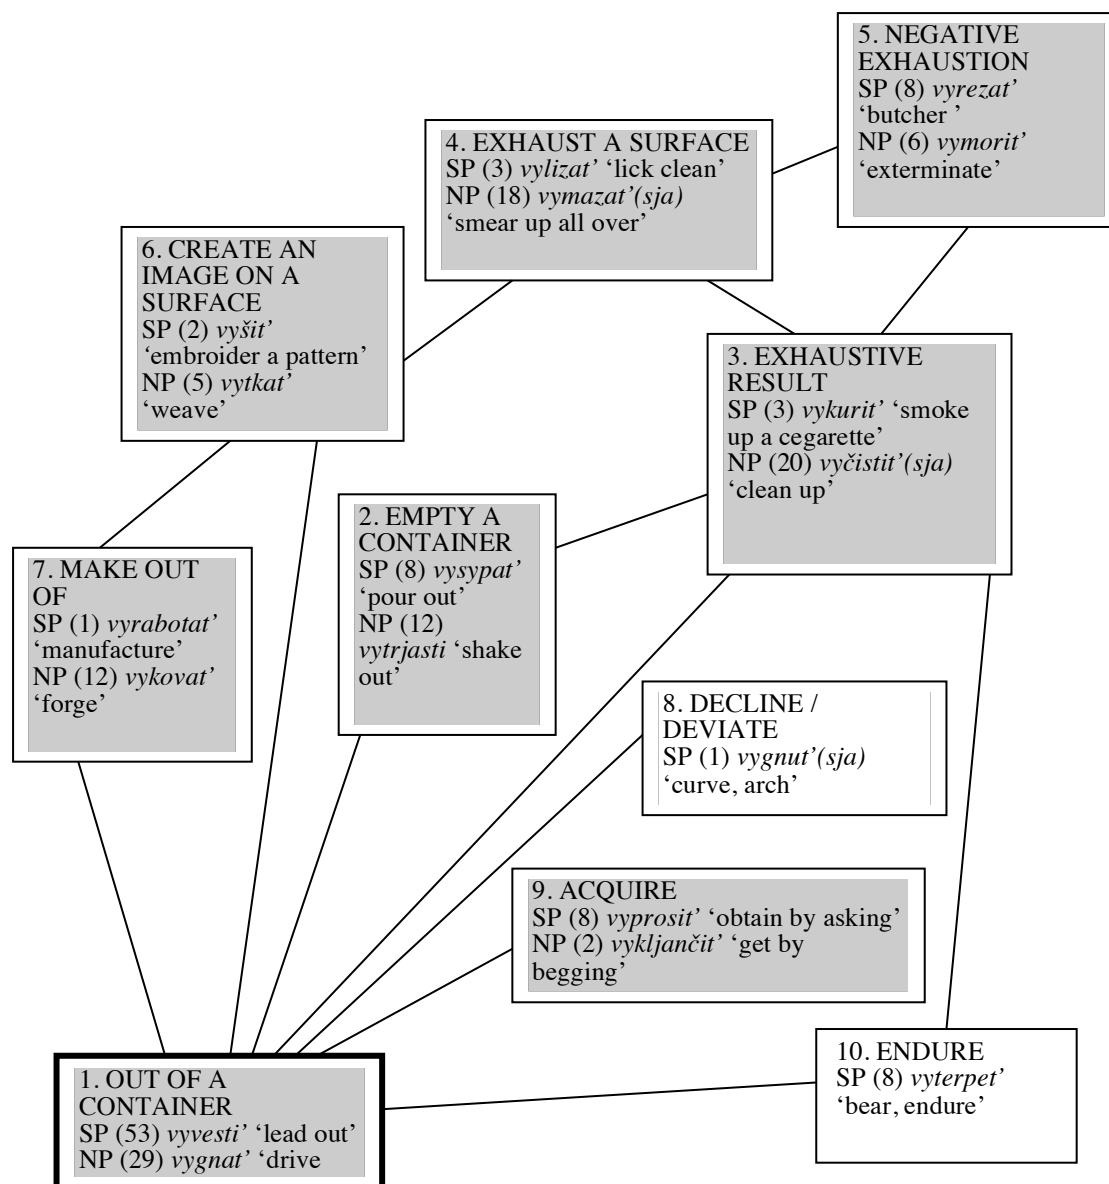 5. NEGATIVE
EXHAUSTION
SP (8) vyrezat’
‘butcher ’
NP (6) vymorit’
‘exterminate’
4. EXHAUST A SURFACE
SP (3) vylizat’ ‘lick clean’
NP (18) vymazat’(sja)
‘smear up all over’
6. CREATE AN
IMAGE ON A
SURFACE
SP (2) vyšit’
‘embroider a pattern’
NP (5) vytkat’
‘weave’
3. EXHAUSTIVE
RESULT
SP (3) vykurit’ ‘smoke
up a cegarette’
NP (20) vyčistit’(sja)
‘clean up’
2. EMPTY A
CONTAINER
SP (8) vysypat’
‘pour out’
NP (12)
vytrjasti ‘shake
out’
7. MAKE OUT
OF
SP (1) vyrabotat’
‘manufacture’
NP (12) vykovat’
‘forge’
8. DECLINE /
DEVIATE
SP (1) vygnut’(sja)
‘curve, arch’
9. ACQUIRE
SP (8) vyprosit’ ‘obtain by asking’
NP (2) vykljančit’ ‘get by
begging’
10. ENDURE
SP (8) vyterpet’
‘bear, endure’
1. OUT OF A
CONTAINER
SP (53) vyvesti’ ‘lead out’
NP (29) vygnat’ ‘drive